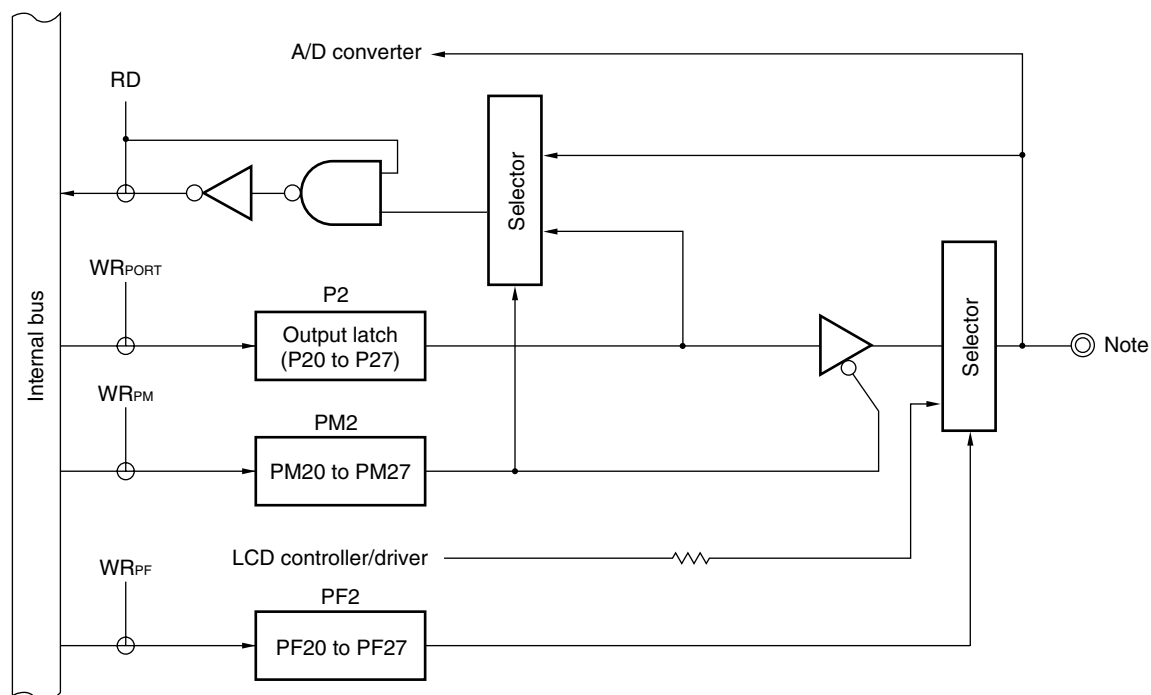 A/D converter
RD
Selector
WRPORT
P2
Output latch
(P20 to P27)
Selector
Note
Internal bus
WRPM
PM2
PM20 to PM27
LCD controller/driver
WRPF
PF2
PF20 to PF27